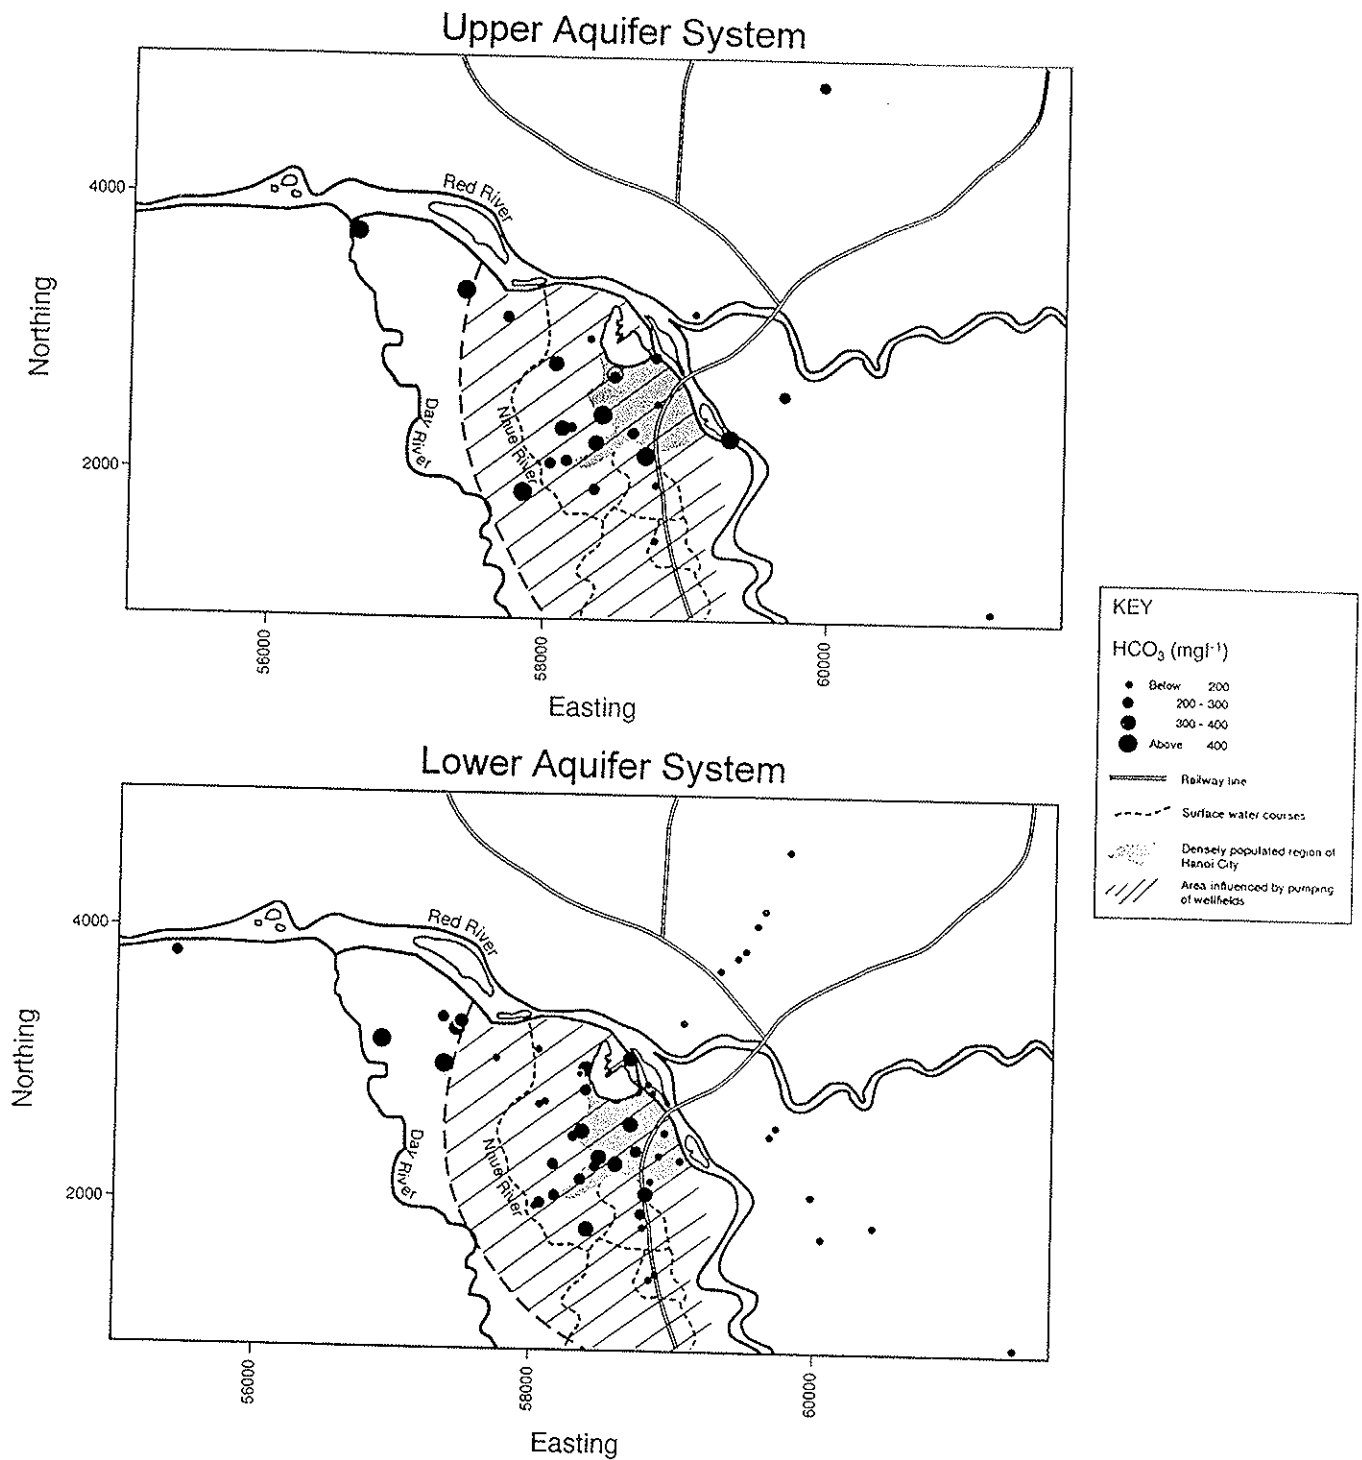 Upper Aquifer System
Northing
4000
2000
Red River
Day River
Nhue River
56000
58000
60000
Easting
KEY
HCO₃ (mgl⁻¹)
Below 200
200 - 300
300 - 400
Above 400
Railway line
Surface water courses
Densely populated region of
Hanoi City
Area influenced by pumping
of wellfields
Lower Aquifer System
Northing
4000
2000
Red River
Day River
Nhue River
56000
58000
60000
Easting